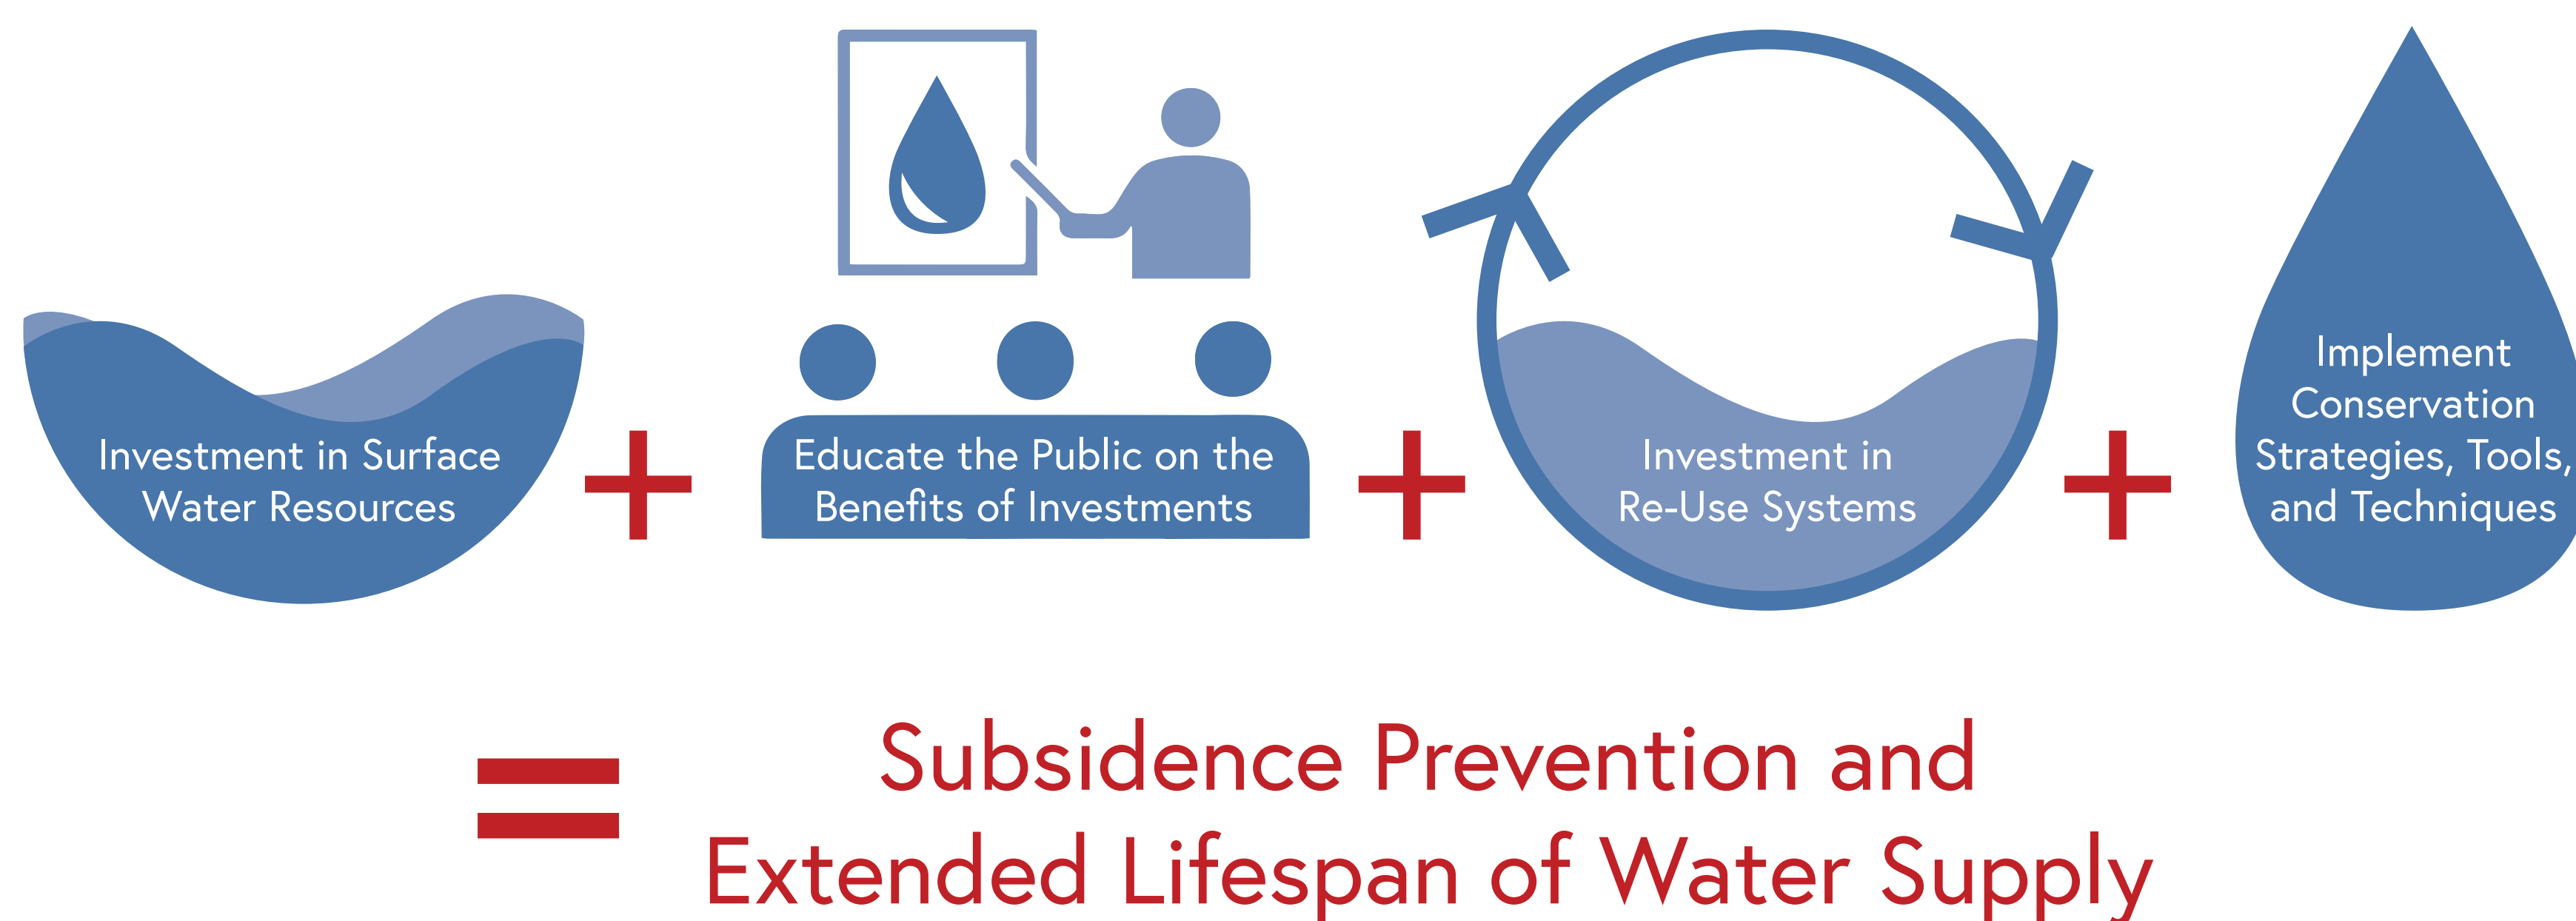 Investment in Surface
Water Resources
+
Educate the Public on the
Benefits of Investments
+
Investment in
Re-Use Systems
+
Implement
Conservation
Strategies, Tools,
and Techniques
=
Subsidence Prevention and
Extended Lifespan of Water Supply